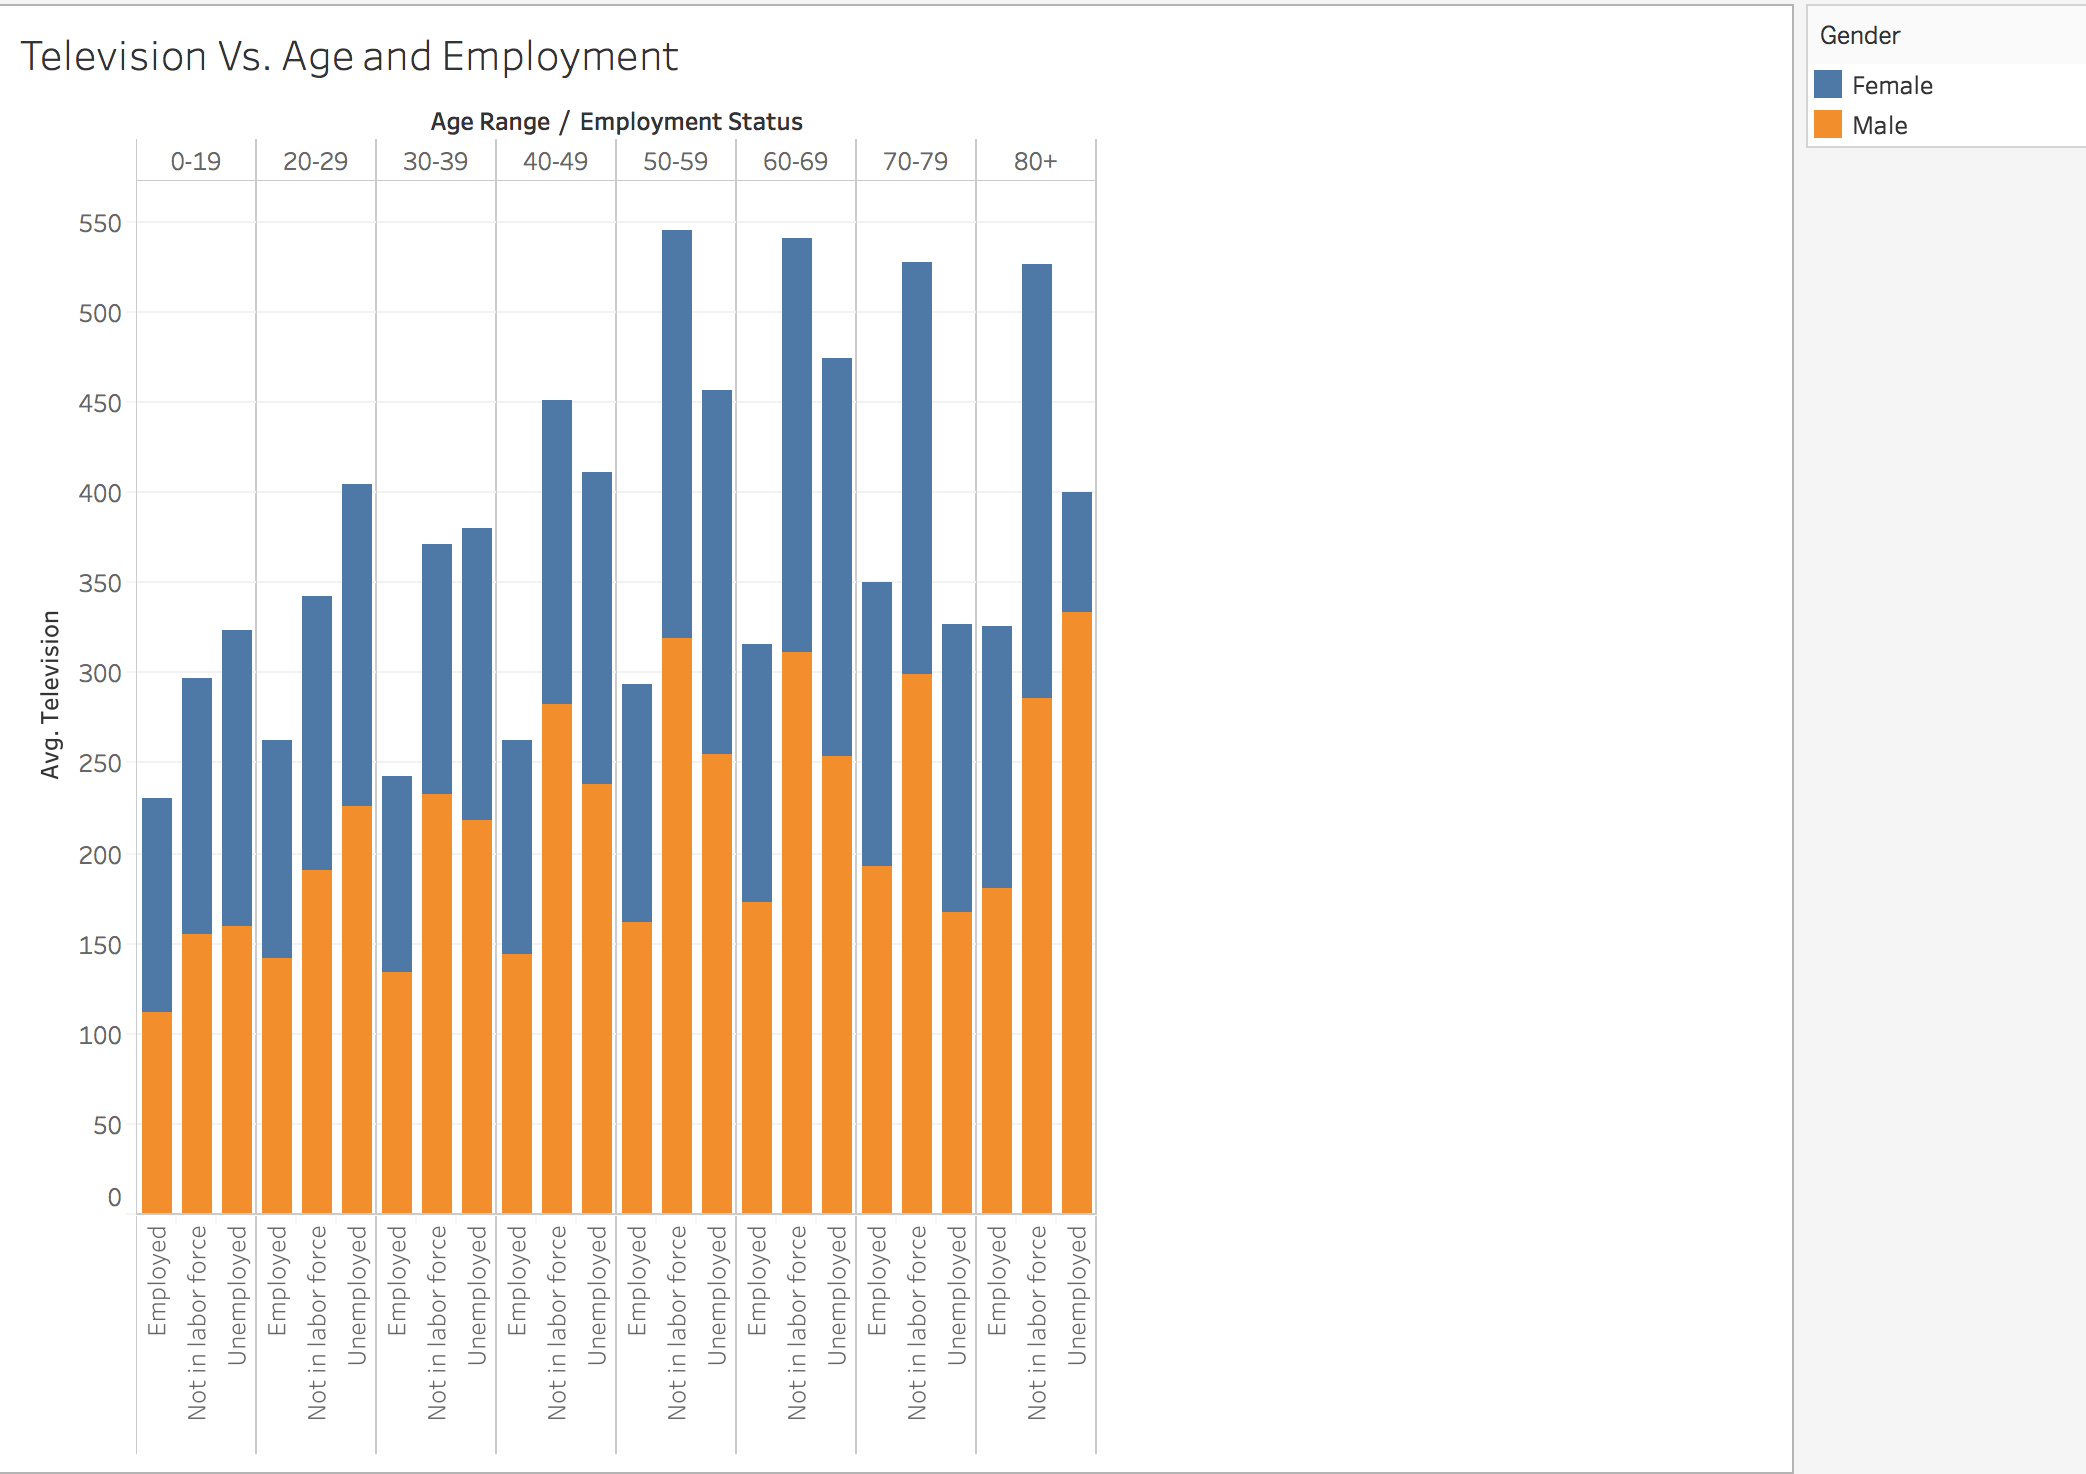 Television Vs. Age and Employment
Gender
Female
Male
Age Range / Employment Status
0-19 20-29 30-39 40-49 50-59 60-69 70-79 80+
550
500
450
400
350
300
250
200
150
100
50
0
Avg. Television
Employed
Not in labor force
Unemployed
Employed
Not in labor force
Unemployed
Employed
Not in labor force
Unemployed
Employed
Not in labor force
Unemployed
Employed
Not in labor force
Unemployed
Employed
Not in labor force
Unemployed
Employed
Not in labor force
Unemployed
Employed
Not in labor force
Unemployed